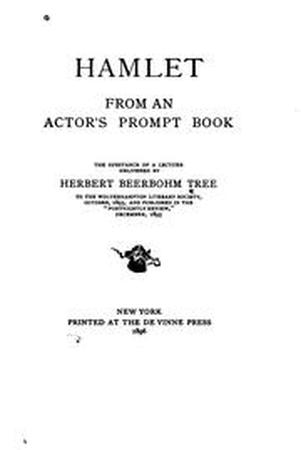 HAMLET
FROM AN
ACTOR'S PROMPT BOOK
THE SUBSTANCE OF A LECTURE
DELIVERED BY
HERBERT BEERBOHM TREE
TO THE WOLVERHAMPTON LITERARY SOCIETY,
OCTOBER, 1895, AND PUBLISHED IN THE
"FORTNIGHTLY REVIEW,"
DECEMBER, 1895
NEW YORK
PRINTED AT THE DE VINNE PRESS
1896